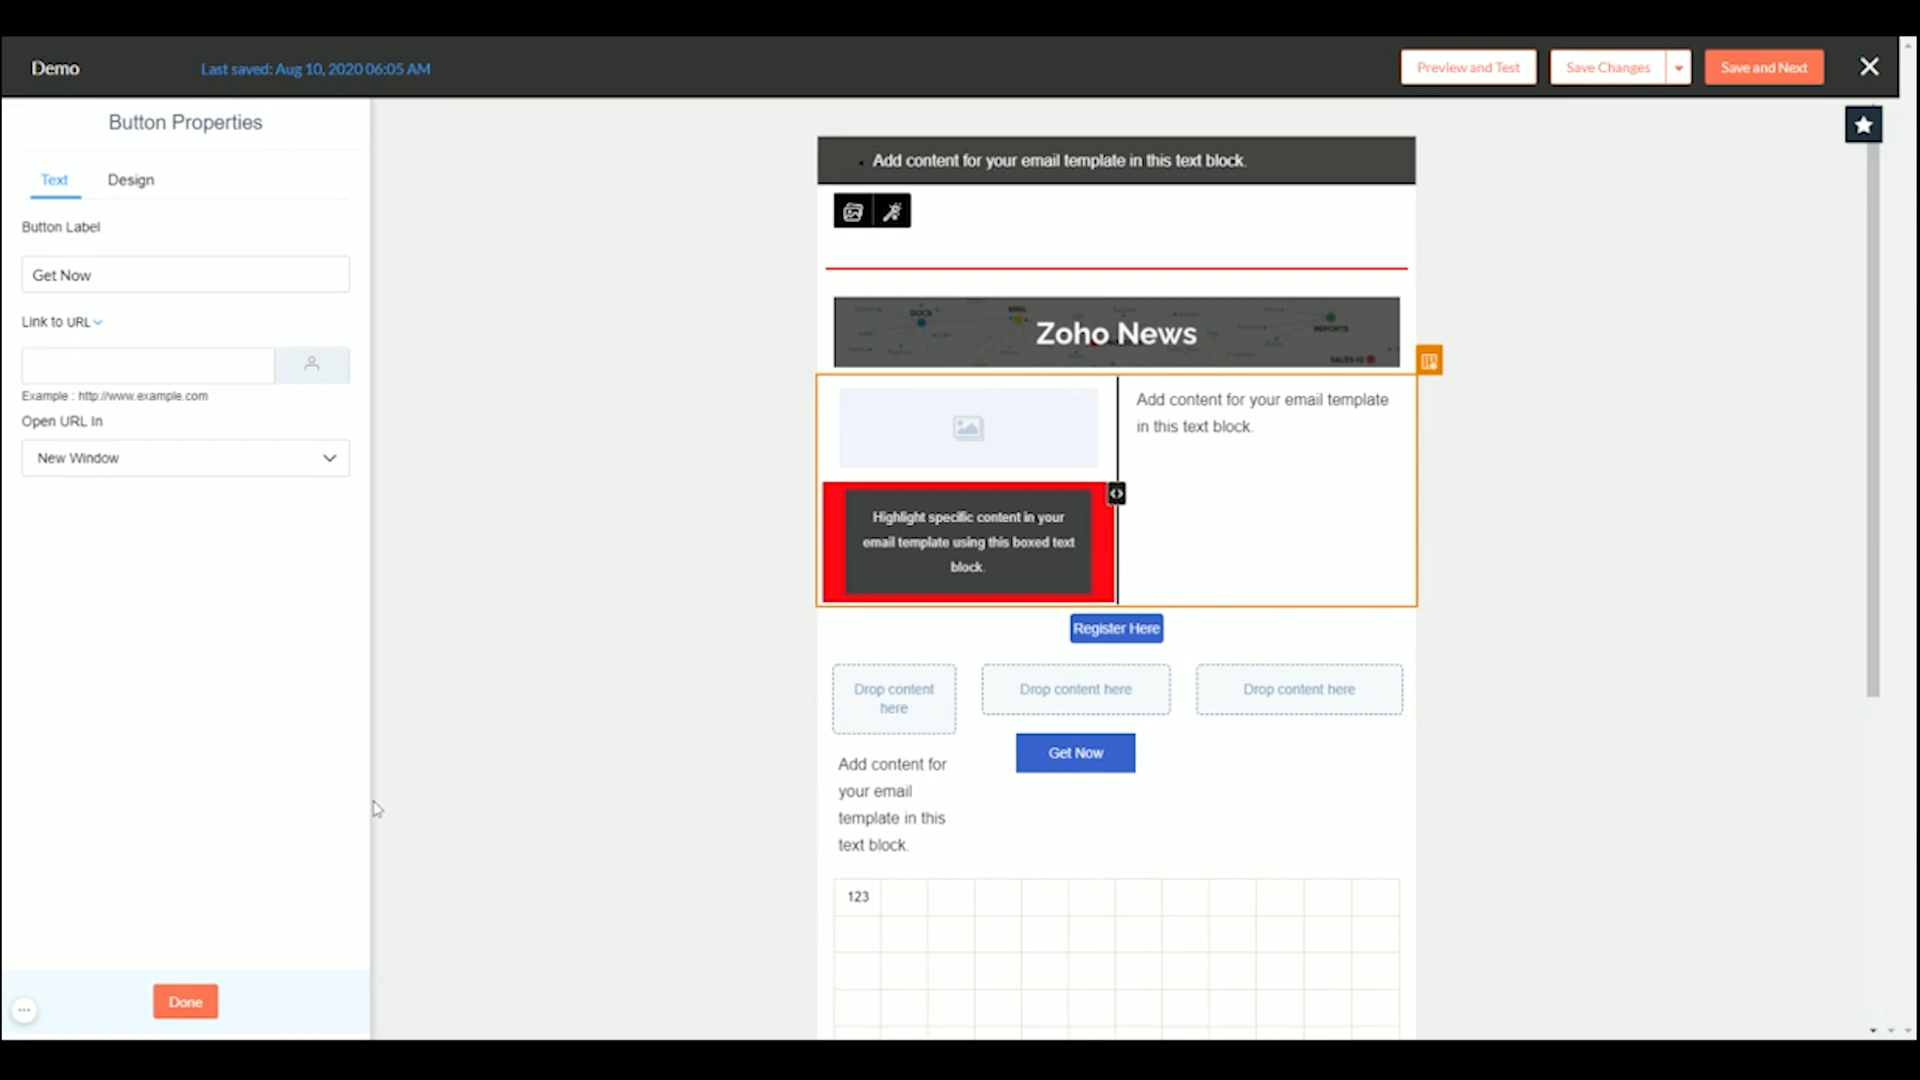 Demo
Last saved: Aug 10, 2020 06:05 AM
Preview and Test
Save Changes
Save and Next
Button Properties
Text
Design
Button Label
Get Now
Link to URL
Example : http://www.example.com
Open URL In
New Window
Done
Add content for your email template in this text block.
DOCS
MAIL
REPORTS
SALES IQ
Zoho News
Add content for your email template
in this text block.
Highlight specific content in your
email template using this boxed text
block.
Register Here
Drop content
here
Drop content here
Drop content here
Get Now
Add content for
your email
template in this
text block.
123